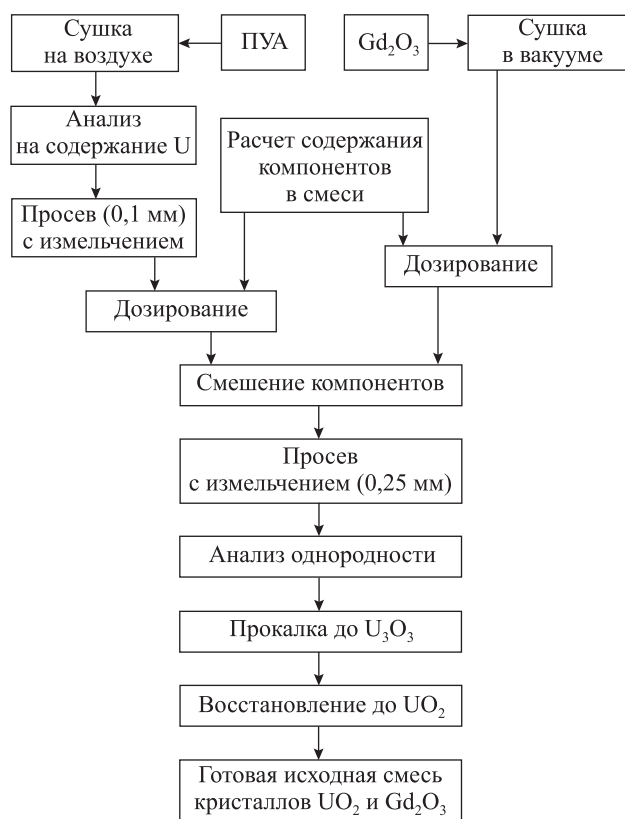 Сушка
на воздухе
ПУА
Gd₂O₃
Сушка
в вакууме
Анализ
на содержание U
Расчет содержания
компонентов
в смеси
Просев (0,1 мм)
с измельчением
Дозирование
Дозирование
Смешение компонентов
Просев
с измельчением (0,25 мм)
Анализ однородности
Прокалка до U₃O₃
Восстановление до UO₂
Готовая исходная смесь
кристаллов UO₂ и Gd₂O₃